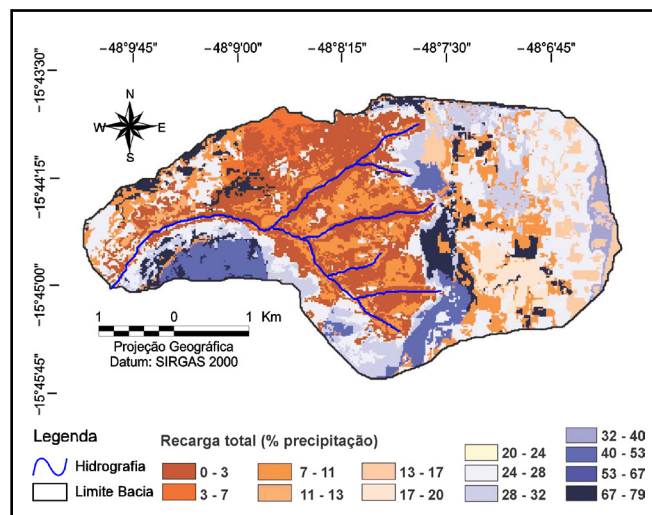 -48°9'45" -48°9'00" -48°8'15" -48°7'30" -48°6'45"
-15°43'30"
-15°44'15"
-15°45'00"
-15°45'45"
N
W E
S
1 0 1 Km
Projeção Geográfica
Datum: SIRGAS 2000
Legenda
Hidrografia
Limite Bacia
Recarga total (% precipitação)
0 - 3
3 - 7
7 - 11
11 - 13
13 - 17
17 - 20
20 - 24
24 - 28
28 - 32
32 - 40
40 - 53
53 - 67
67 - 79